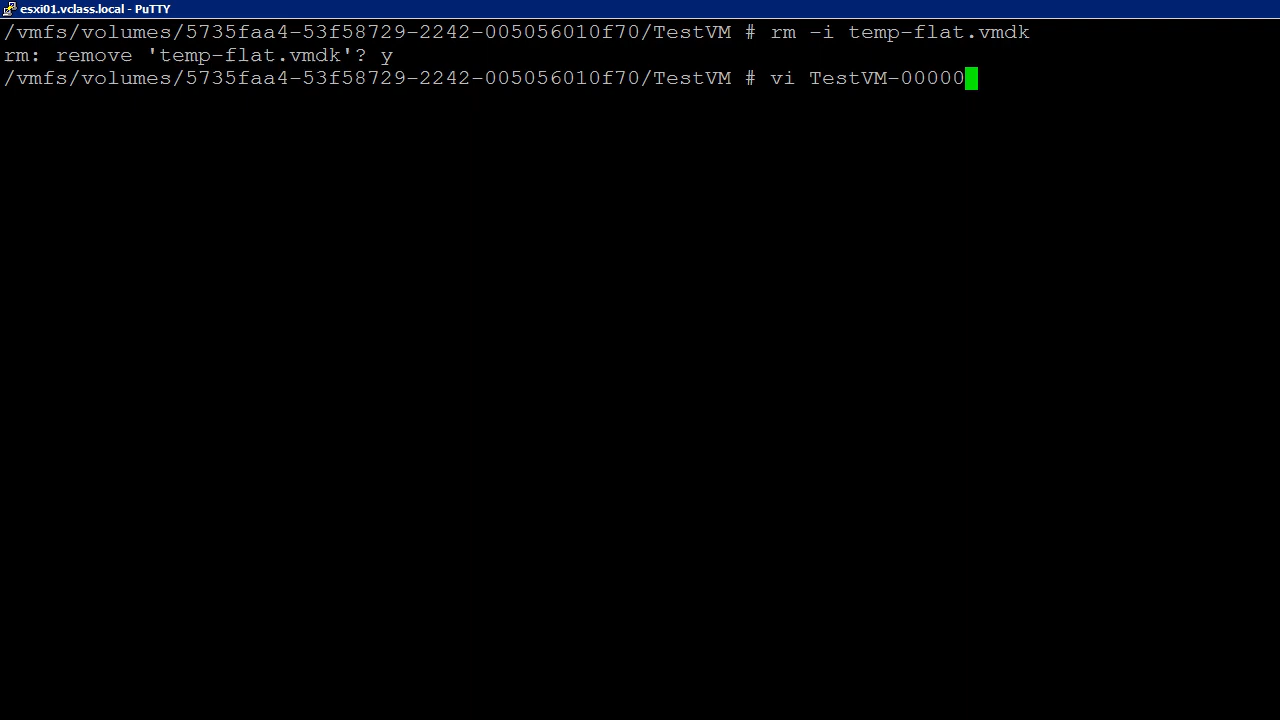 esxi01.vclass.local - PuTTY
/vmfs/volumes/5735faa4-53f58729-2242-005056010f70/TestVM # rm -i temp-flat.vmdk
rm: remove 'temp-flat.vmdk'? y
/vmfs/volumes/5735faa4-53f58729-2242-005056010f70/TestVM # vi TestVM-00000